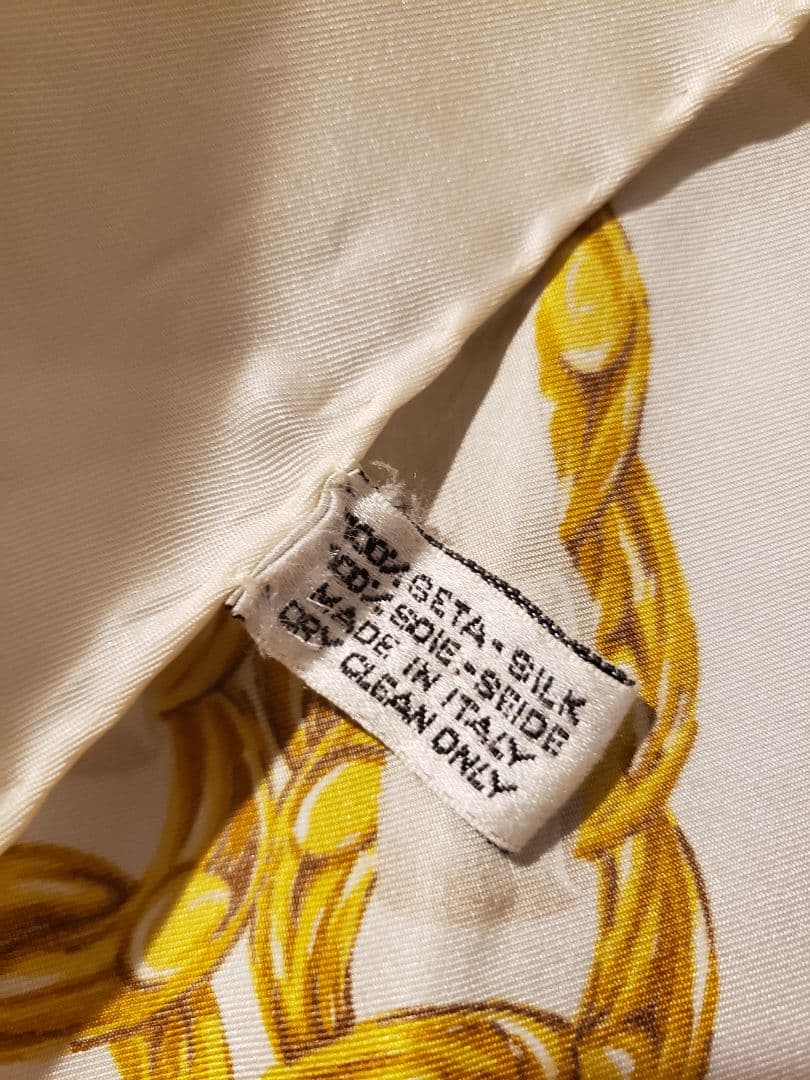 100% SETA - SILK
100% SOIE - SEIDE
MADE IN ITALY
DRY CLEAN ONLY